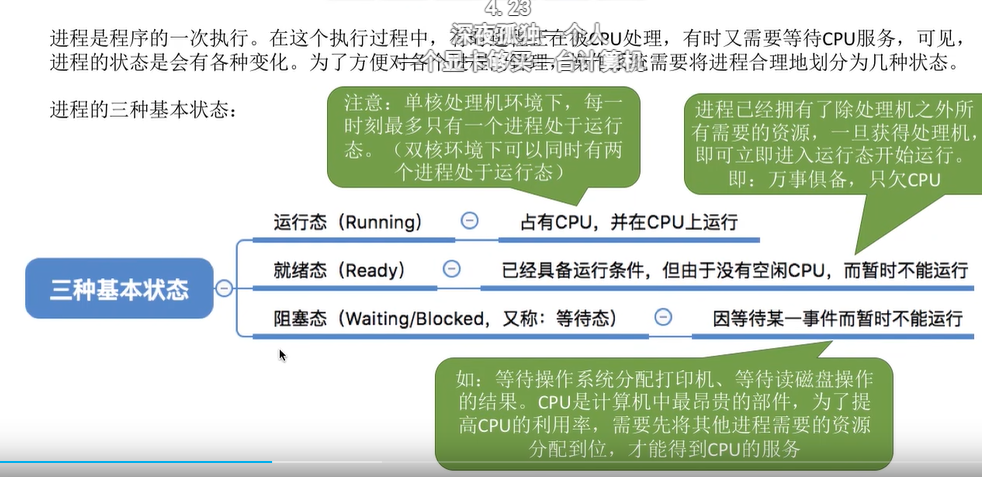 4. 23
深夜孤独一个人
一个显卡够买一台计算机
进程是程序的一次执行。在这个执行过程中，CPU处理，有时又需要等待CPU服务，可见，
进程的状态是会有各种变化。为了方便对各个需要将进程合理地划分为几种状态。
进程的三种基本状态：
注意：单核处理机环境下，每一
时刻最多只有一个进程处于运行
态。（双核环境下可以同时有两
个进程处于运行态）
进程已经拥有了除处理机之外所
有需要的资源，一旦获得处理机，
即可立即进入运行态开始运行。
即：万事俱备，只欠CPU
三种基本状态
运行态（Running）
占有CPU，并在CPU上运行
就绪态（Ready）
已经具备运行条件，但由于没有空闲CPU，而暂时不能运行
阻塞态（Waiting/Blocked，又称：等待态）
因等待某一事件而暂时不能运行
如：等待操作系统分配打印机、等待读磁盘操作
的结果。CPU是计算机中最昂贵的部件，为了提
高CPU的利用率，需要先将其他进程需要的资源
分配到位，才能得到CPU的服务